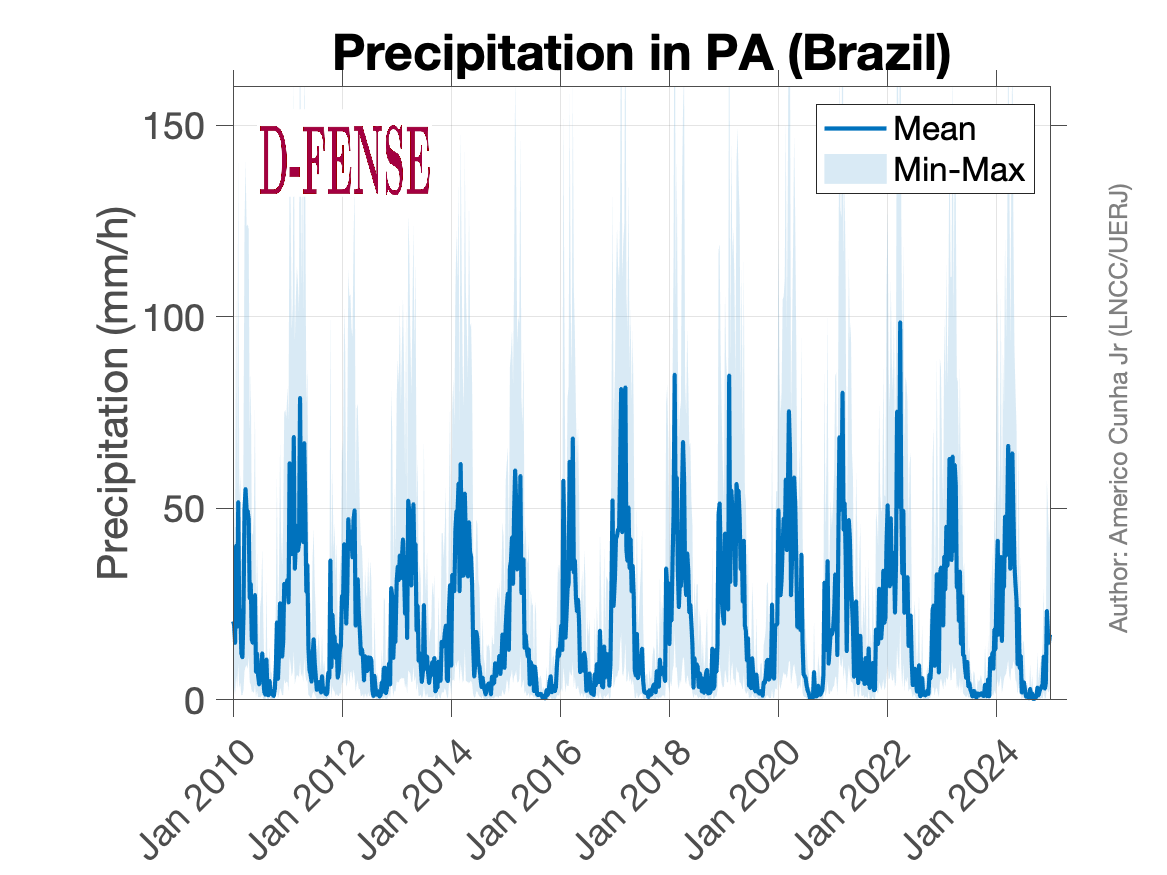 Precipitation in PA (Brazil)
D-FENSE
Mean
Min-Max
Precipitation (mm/h)
150
100
50
0
Jan 2010
Jan 2012
Jan 2014
Jan 2016
Jan 2018
Jan 2020
Jan 2022
Jan 2024
Author: Americo Cunha Jr (LNCC/UERJ)